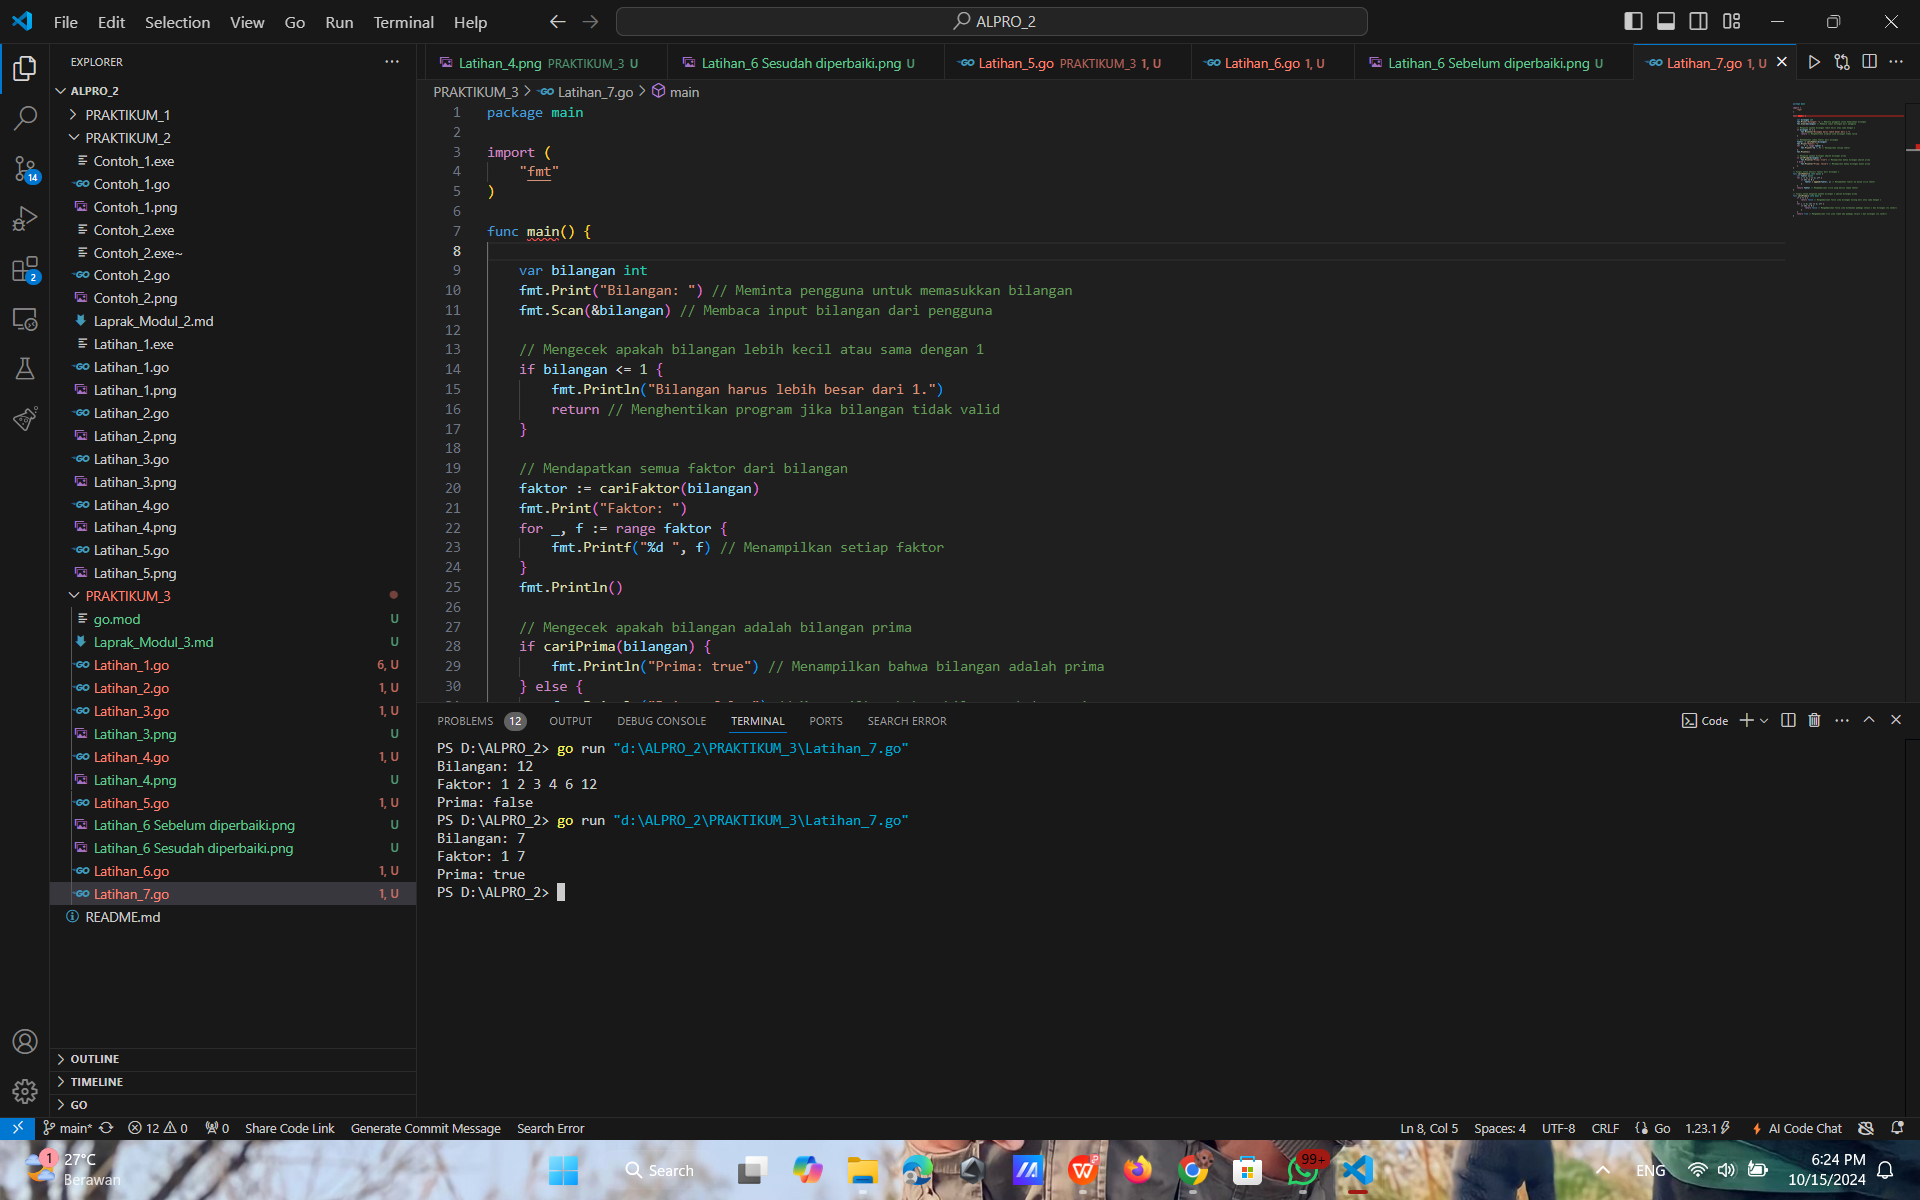 File Edit Selection View Go Run Terminal Help
ALPRO_2
EXPLORER
ALPRO_2
PRAKTIKUM_1
PRAKTIKUM_2
Contoh_1.exe
Contoh_1.go
Contoh_1.png
Contoh_2.exe
Contoh_2.exe~
Contoh_2.go
Contoh_2.png
Laprak_Modul_2.md
Latihan_1.exe
Latihan_1.go
Latihan_1.png
Latihan_2.go
Latihan_2.png
Latihan_3.go
Latihan_3.png
Latihan_4.go
Latihan_4.png
Latihan_5.go
Latihan_5.png
PRAKTIKUM_3
go.mod U
Laprak_Modul_3.md U
Latihan_1.go 6, U
Latihan_2.go 1, U
Latihan_3.go 1, U
Latihan_3.png U
Latihan_4.go 1, U
Latihan_4.png U
Latihan_5.go 1, U
Latihan_6 Sebelum diperbaiki.png U
Latihan_6 Sesudah diperbaiki.png U
Latihan_6.go 1, U
Latihan_7.go 1, U
README.md
OUTLINE
TIMELINE
GO
14
2
Latihan_4.png PRAKTIKUM_3 U
Latihan_6 Sesudah diperbaiki.png U
Latihan_5.go PRAKTIKUM_3 1, U
Latihan_6.go 1, U
Latihan_6 Sebelum diperbaiki.png U
Latihan_7.go 1, U
PRAKTIKUM_3 > Latihan_7.go > main
1 package main
2
3 import (
4 "fmt"
5 )
6
7 func main() {
8
9 var bilangan int
10 fmt.Print("Bilangan: ") // Meminta pengguna untuk memasukkan bilangan
11 fmt.Scan(&bilangan) // Membaca input bilangan dari pengguna
12
13 // Mengecek apakah bilangan lebih kecil atau sama dengan 1
14 if bilangan <= 1 {
15 fmt.Println("Bilangan harus lebih besar dari 1.")
16 return // Menghentikan program jika bilangan tidak valid
17 }
18
19 // Mendapatkan semua faktor dari bilangan
20 faktor := cariFaktor(bilangan)
21 fmt.Print("Faktor: ")
22 for _, f := range faktor {
23 fmt.Printf("%d ", f) // Menampilkan setiap faktor
24 }
25 fmt.Println()
26
27 // Mengecek apakah bilangan adalah bilangan prima
28 if cariPrima(bilangan) {
29 fmt.Println("Prima: true") // Menampilkan bahwa bilangan adalah prima
30 } else {
PROBLEMS 12 OUTPUT DEBUG CONSOLE TERMINAL PORTS SEARCH ERROR
Code
PS D:\ALPRO_2> go run "d:\ALPRO_2\PRAKTIKUM_3\Latihan_7.go"
Bilangan: 12
Faktor: 1 2 3 4 6 12
Prima: false
PS D:\ALPRO_2> go run "d:\ALPRO_2\PRAKTIKUM_3\Latihan_7.go"
Bilangan: 7
Faktor: 1 7
Prima: true
PS D:\ALPRO_2>
main* 12 0 0 Share Code Link Generate Commit Message Search Error
Ln 8, Col 5 Spaces: 4 UTF-8 CRLF Go 1.23.1 AI Code Chat
1
27°C
Berawan
Search
99+
ENG
6:24 PM
10/15/2024